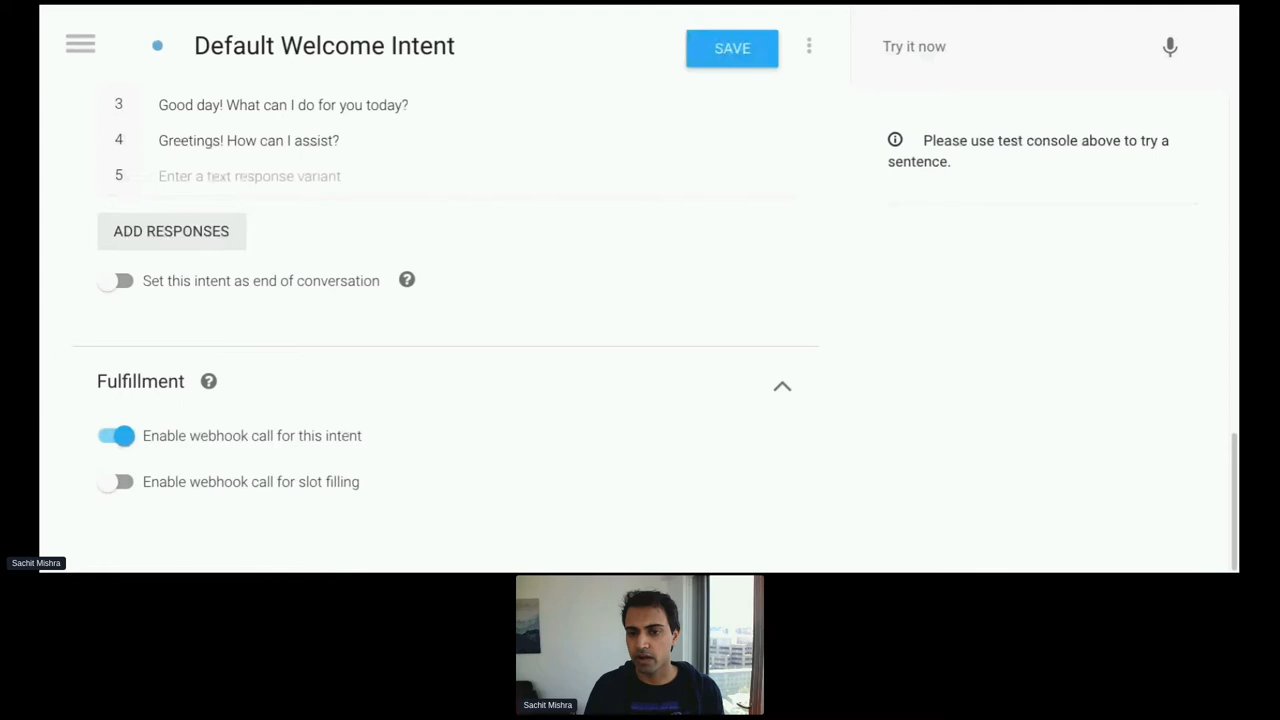 Default Welcome Intent
SAVE
Try it now
3 Good day! What can I do for you today?
4 Greetings! How can I assist?
5 Enter a text response variant
Please use test console above to try a
sentence.
ADD RESPONSES
Set this intent as end of conversation
Fulfillment
Enable webhook call for this intent
Enable webhook call for slot filling
Sachit Mishra
Sachit Mishra